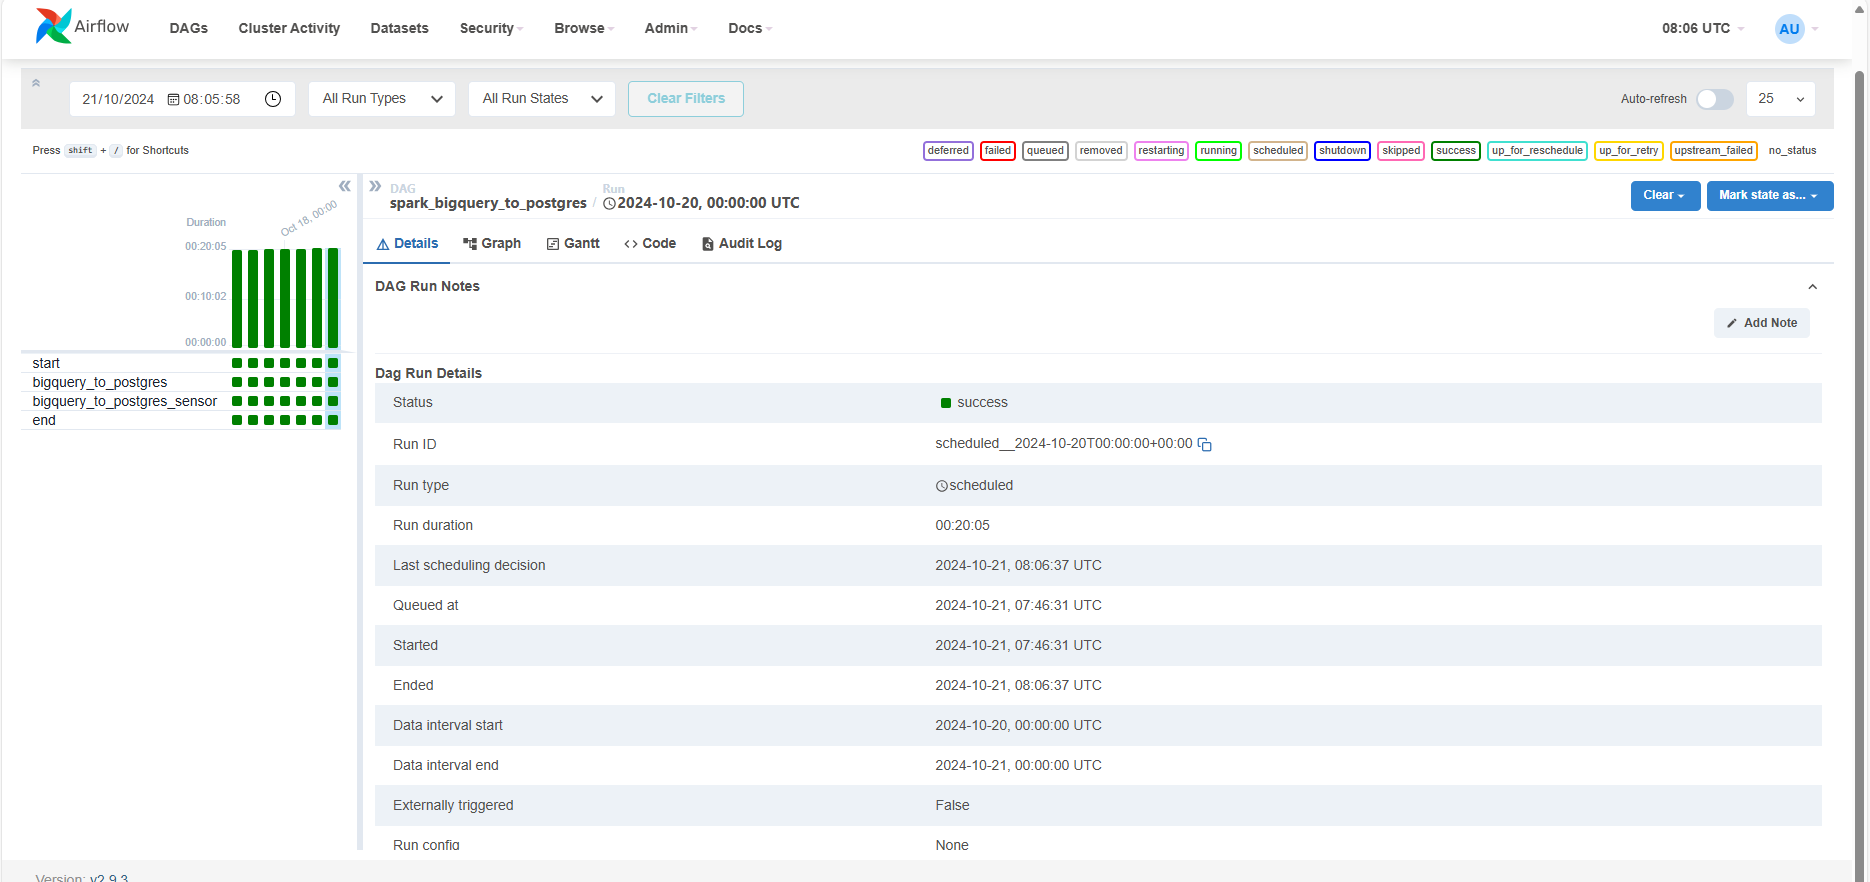 Airflow DAGs Cluster Activity Datasets Security Browse Admin Docs 08:06 UTC AU
21/10/2024 08:05:58 All Run Types All Run States Clear Filters Auto-refresh 25
Press shift + / for Shortcuts deferred failed queued removed restarting running scheduled shutdown skipped success up_for_reschedule up_for_retry upstream_failed no_status
Duration
Oct 18, 00:00
00:20:05
00:10:02
00:00:00
start
bigquery_to_postgres
bigquery_to_postgres_sensor
end
DAG
spark_bigquery_to_postgres /
Run
2024-10-20, 00:00:00 UTC
Clear Mark state as...
Details Graph Gantt <> Code Audit Log
DAG Run Notes
Add Note
Dag Run Details
Status success
Run ID scheduled__2024-10-20T00:00:00+00:00
Run type scheduled
Run duration 00:20:05
Last scheduling decision 2024-10-21, 08:06:37 UTC
Queued at 2024-10-21, 07:46:31 UTC
Started 2024-10-21, 07:46:31 UTC
Ended 2024-10-21, 08:06:37 UTC
Data interval start 2024-10-20, 00:00:00 UTC
Data interval end 2024-10-21, 00:00:00 UTC
Externally triggered False
Run config None
Version: v2.9.3